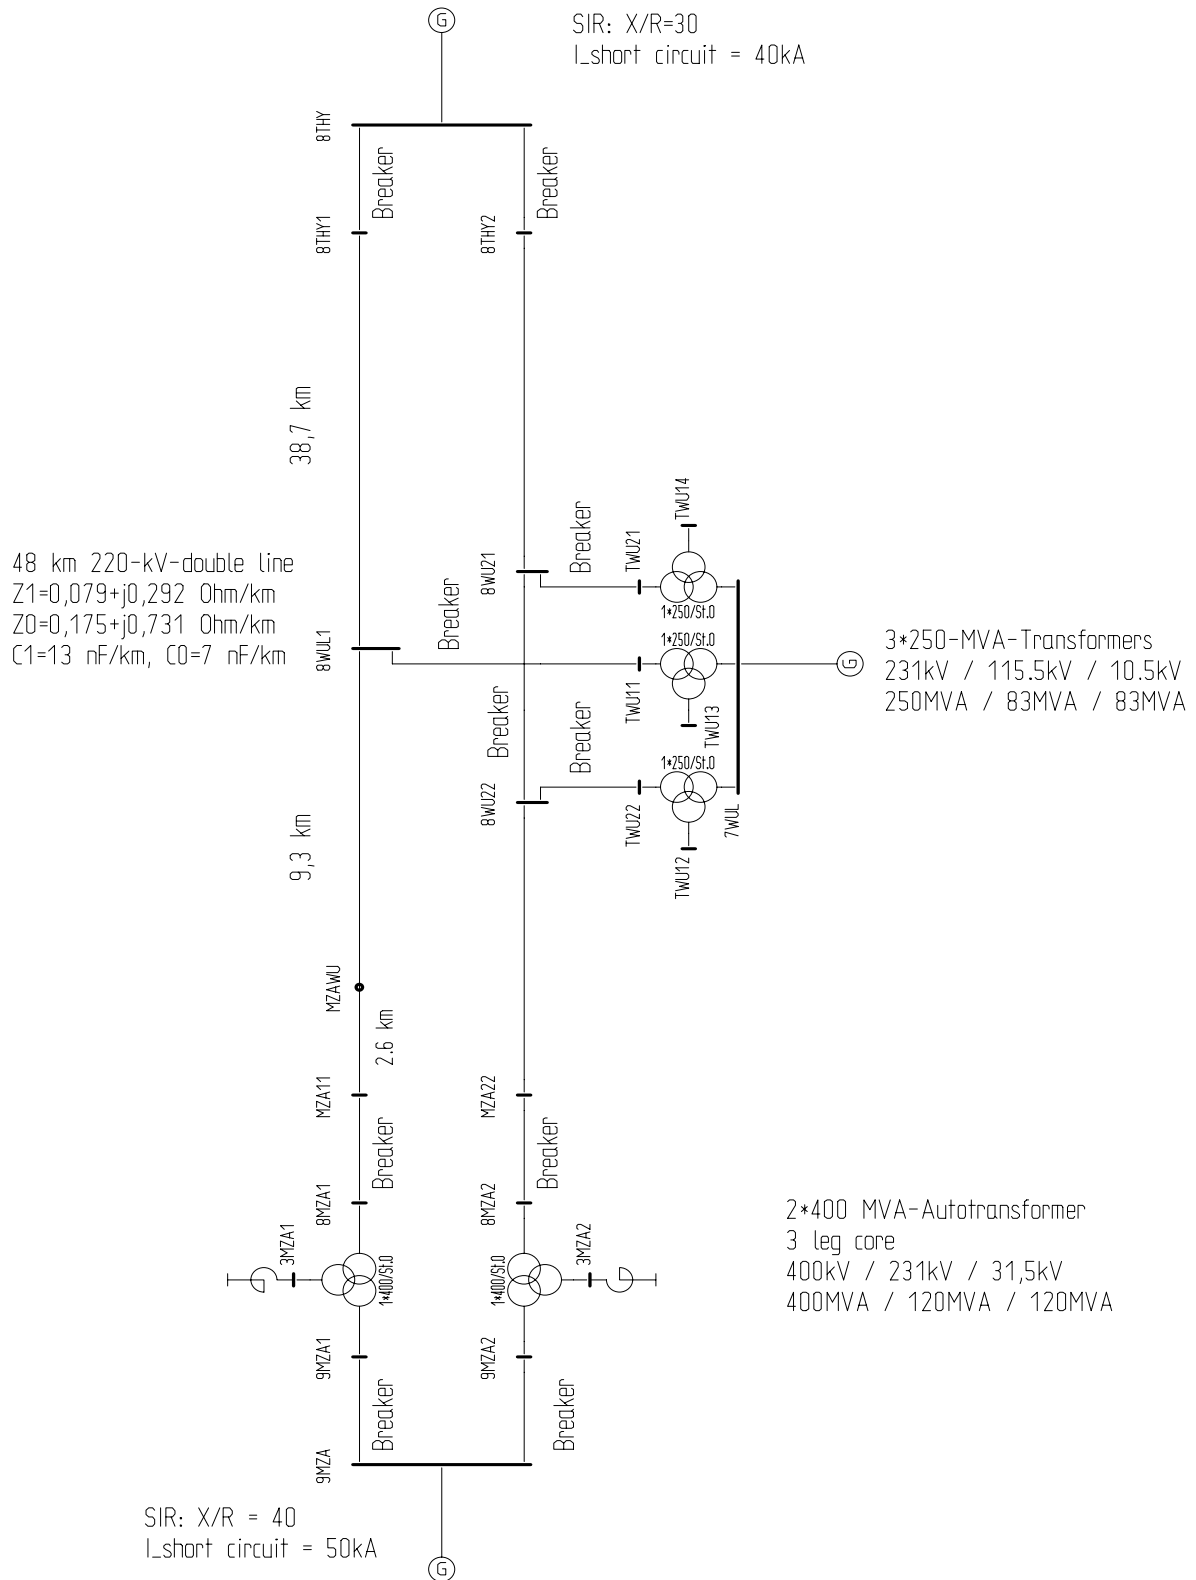 G
SIR: X/R=30
I_short circuit = 40kA
8THY
Breaker
Breaker
8THY1
8THY2
38,7 km
TWU14
Breaker
TWU21
8WU21
1*250/St.0
48 km 220-kV-double line
Z1=0,079+j0,292 Ohm/km
Z0=0,175+j0,731 Ohm/km
C1=13 nF/km, C0=7 nF/km
8WUL1
Breaker
1*250/St.0
G
3*250-MVA-Transformers
231kV / 115.5kV / 10.5kV
250MVA / 83MVA / 83MVA
TWU11
TWU13
Breaker
Breaker
1*250/St.0
8WU22
TWU22
7WUL
TWU12
9,3 km
MZAWU
2.6 km
MZA11
MZA22
Breaker
Breaker
8MZA1
8MZA2
3MZA1
3MZA2
1*400/St.0
1*400/St.0
2*400 MVA-Autotransformer
3 leg core
400kV / 231kV / 31,5kV
400MVA / 120MVA / 120MVA
9MZA1
9MZA2
Breaker
Breaker
9MZA
SIR: X/R = 40
I_short circuit = 50kA
G